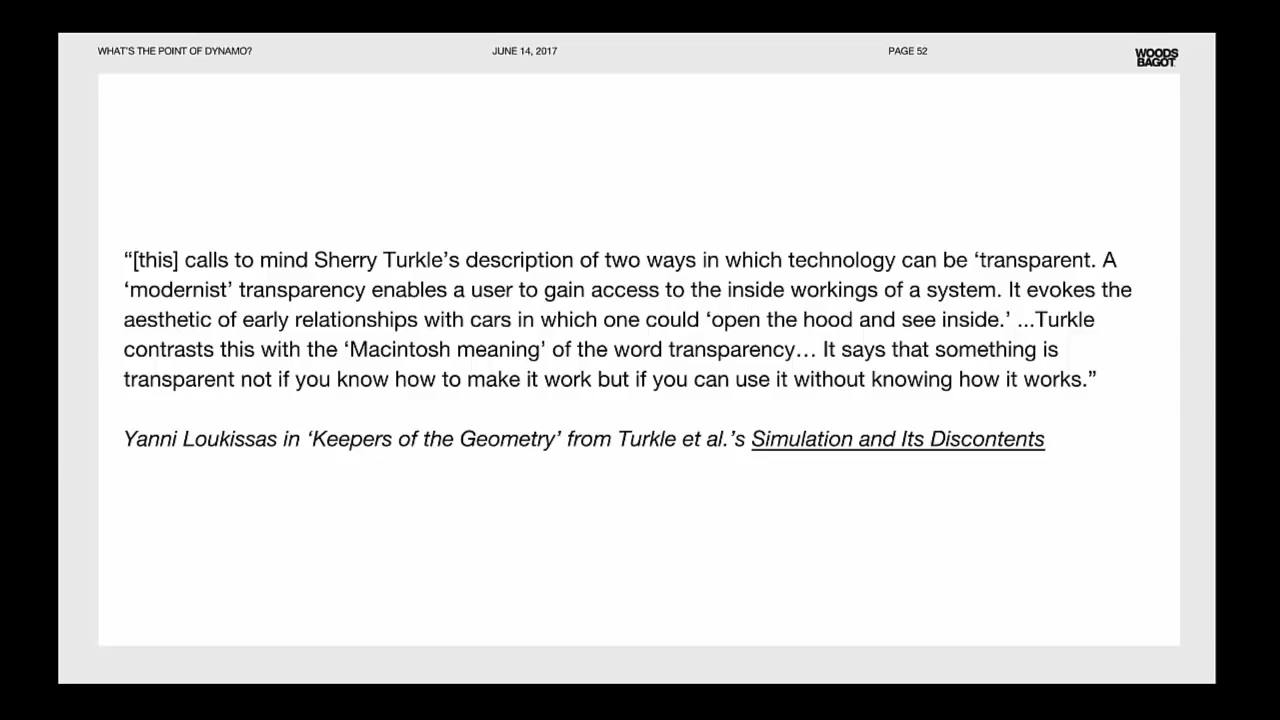 WHAT'S THE POINT OF DYNAMO?
JUNE 14, 2017
PAGE 52
WOODS
BAGOT
“[this] calls to mind Sherry Turkle’s description of two ways in which technology can be ‘transparent. A
‘modernist’ transparency enables a user to gain access to the inside workings of a system. It evokes the
aesthetic of early relationships with cars in which one could ‘open the hood and see inside.’ ...Turkle
contrasts this with the ‘Macintosh meaning’ of the word transparency… It says that something is
transparent not if you know how to make it work but if you can use it without knowing how it works.”
Yanni Loukissas in ‘Keepers of the Geometry’ from Turkle et al.’s Simulation and Its Discontents